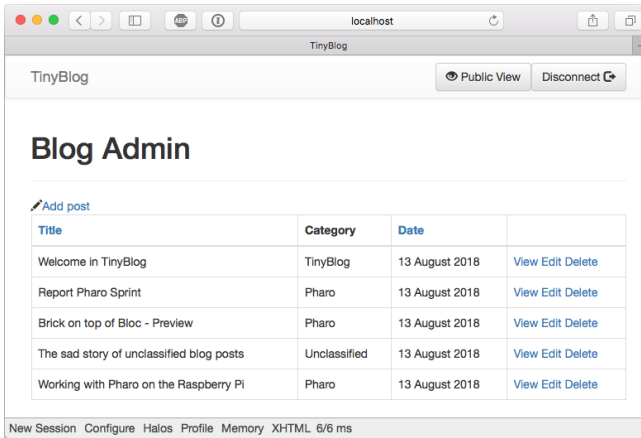 localhost
TinyBlog
TinyBlog Public View Disconnect
Blog Admin
Add post
Title Category Date
Welcome in TinyBlog TinyBlog 13 August 2018 View Edit Delete
Report Pharo Sprint Pharo 13 August 2018 View Edit Delete
Brick on top of Bloc - Preview Pharo 13 August 2018 View Edit Delete
The sad story of unclassified blog posts Unclassified 13 August 2018 View Edit Delete
Working with Pharo on the Raspberry Pi Pharo 13 August 2018 View Edit Delete
New Session Configure Halos Profile Memory XHTML 6/6 ms